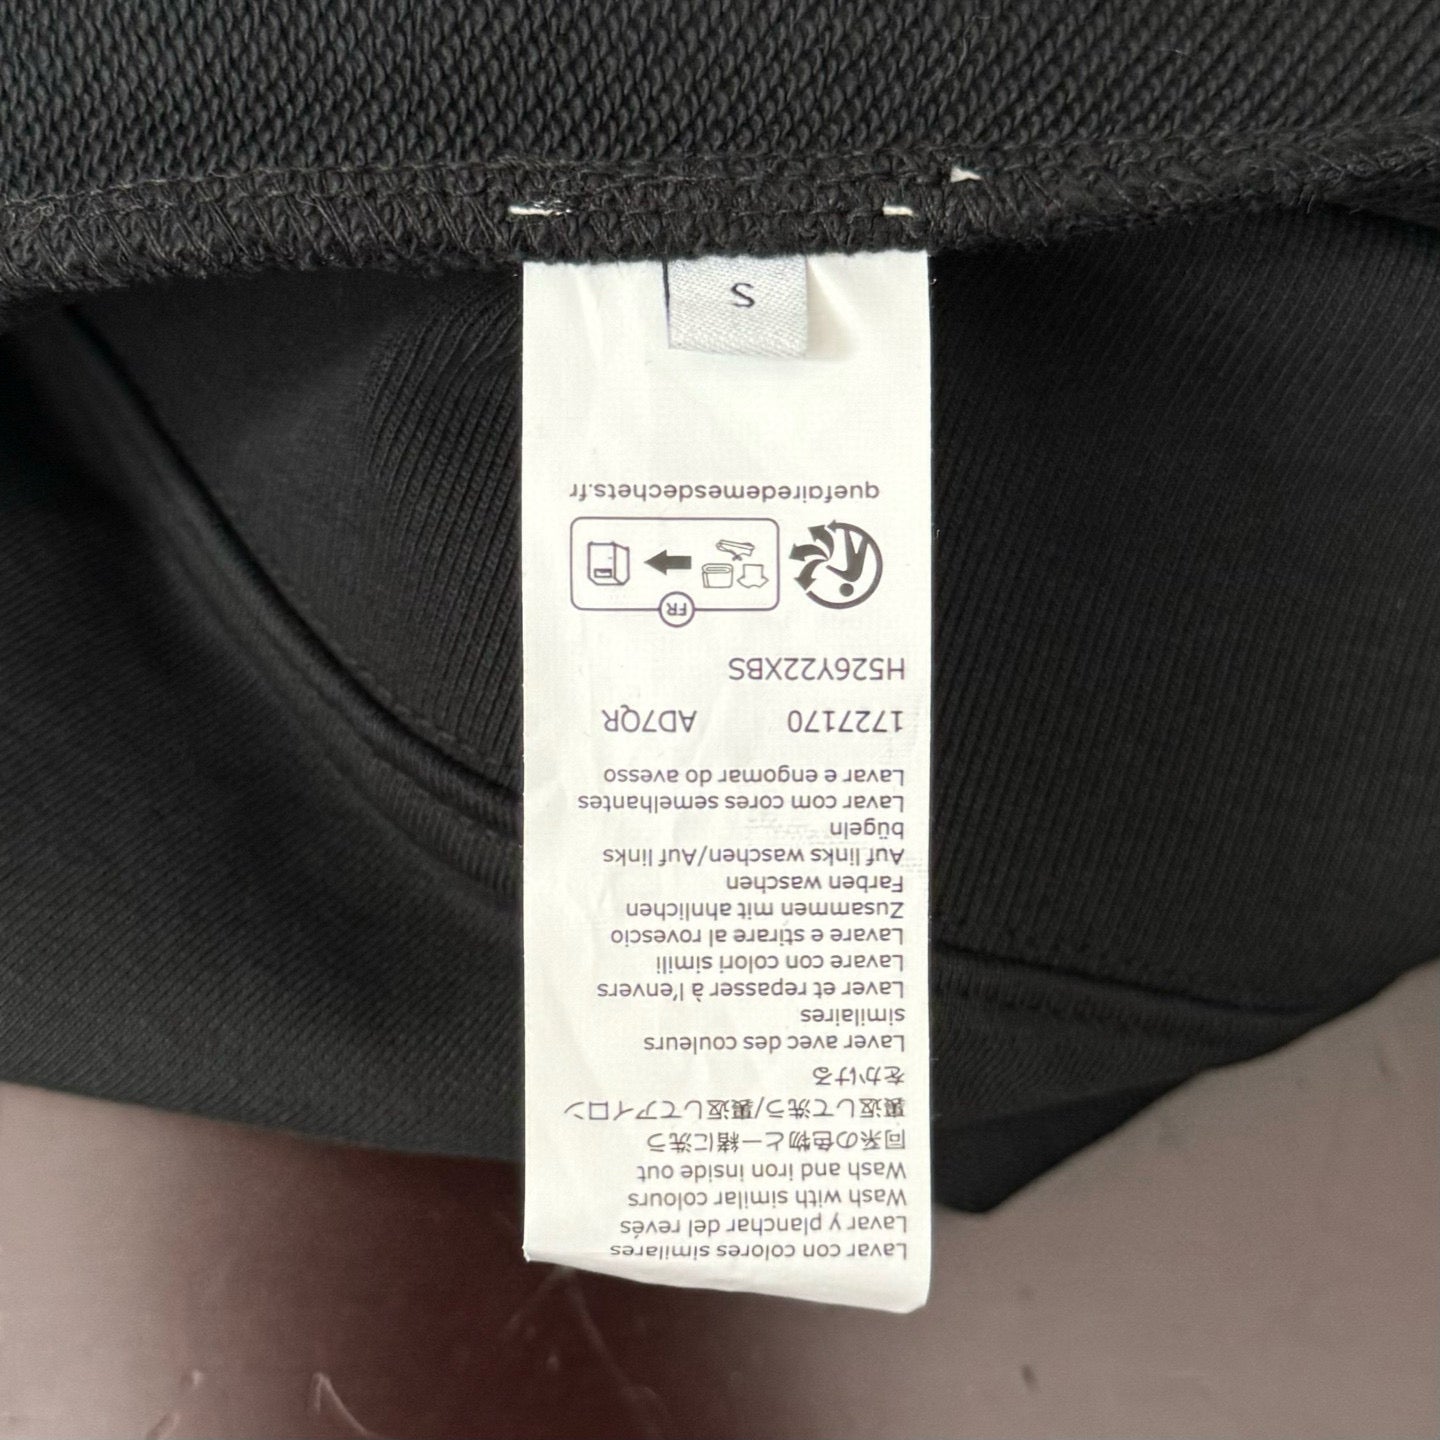 Lavar con colores similares
Lavar y planchar del revés
Wash with similar colours
Wash and iron inside out
同系の色物と一緒に洗う
裏返して洗う/裏返してアイロン
をかける
Laver avec des couleurs
similaires
Laver et repasser à l'envers
Lavare con colori simili
Lavare e stirare al rovescio
Zusammen mit ähnlichen
Farben waschen
Auf links waschen/Auf links
bügeln
Lavar com cores semelhantes
Lavar e engomar do avesso
1727170 AD7QR
H526Y22XBS
FR
quefairedemesdechets.fr
S